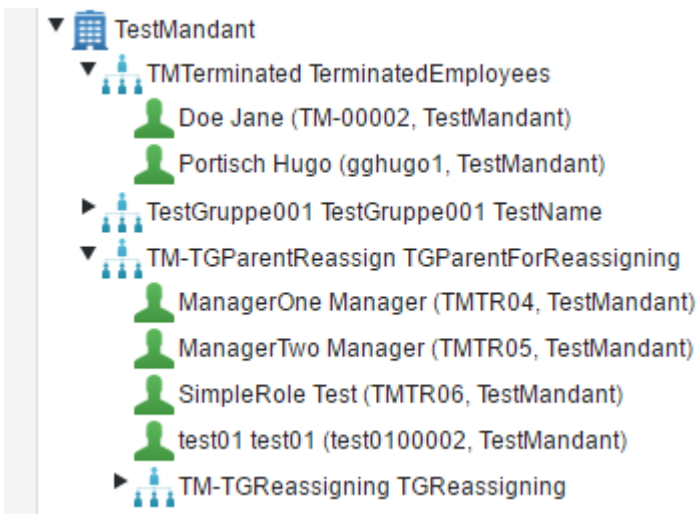 TestMandant
TMTerminated TerminatedEmployees
Doe Jane (TM-00002, TestMandant)
Portisch Hugo (gghugo1, TestMandant)
TestGruppe001 TestGruppe001 TestName
TM-TGParentReassign TGParentForReassigning
ManagerOne Manager (TMTR04, TestMandant)
ManagerTwo Manager (TMTR05, TestMandant)
SimpleRole Test (TMTR06, TestMandant)
test01 test01 (test0100002, TestMandant)
TM-TGReassigning TGReassigning